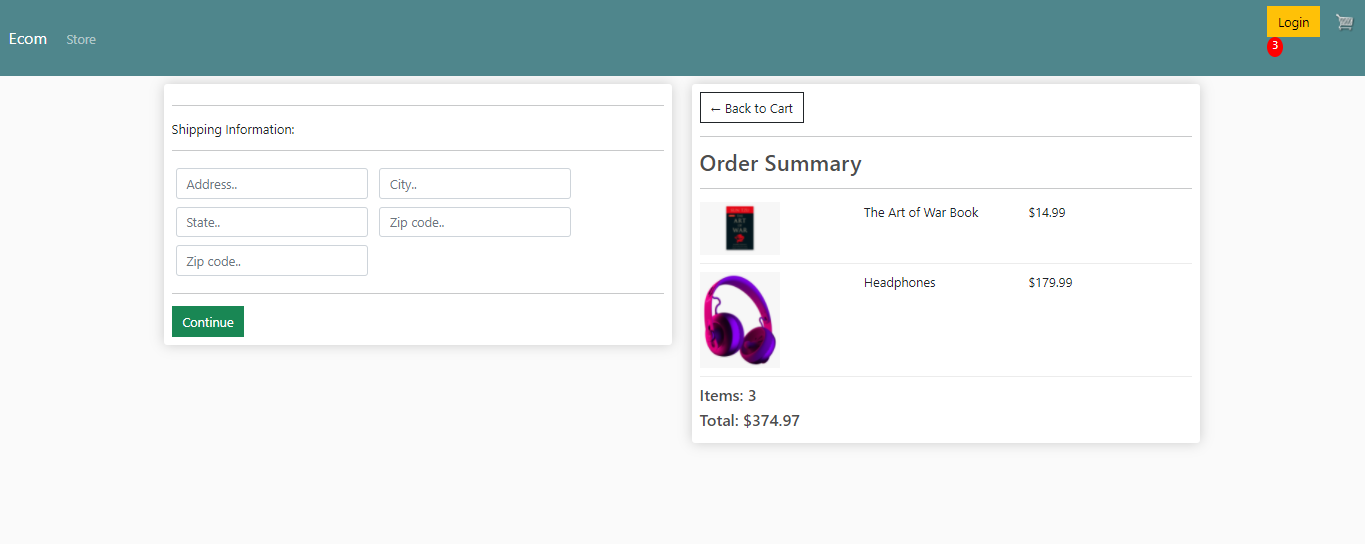 Ecom Store
Login
3
Shipping Information:
Address.. City..
State.. Zip code..
Zip code..
Continue
← Back to Cart
Order Summary
THE
ART
OF
WAR
The Art of War Book $14.99
Headphones $179.99
Items: 3
Total: $374.97